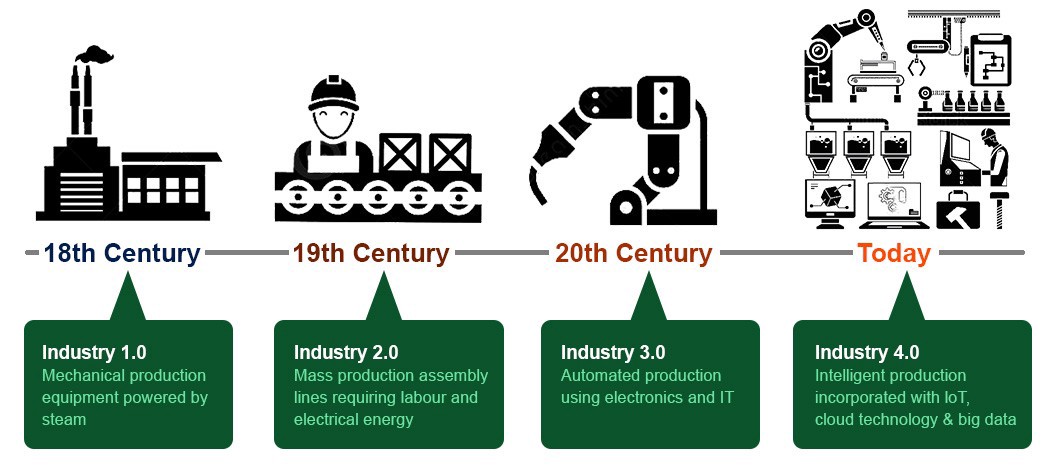 18th Century
19th Century
20th Century
Today
Industry 1.0
Mechanical production
equipment powered by
steam
Industry 2.0
Mass production assembly
lines requiring labour and
electrical energy
Industry 3.0
Automated production
using electronics and IT
Industry 4.0
Intelligent production
incorporated with IoT,
cloud technology & big data